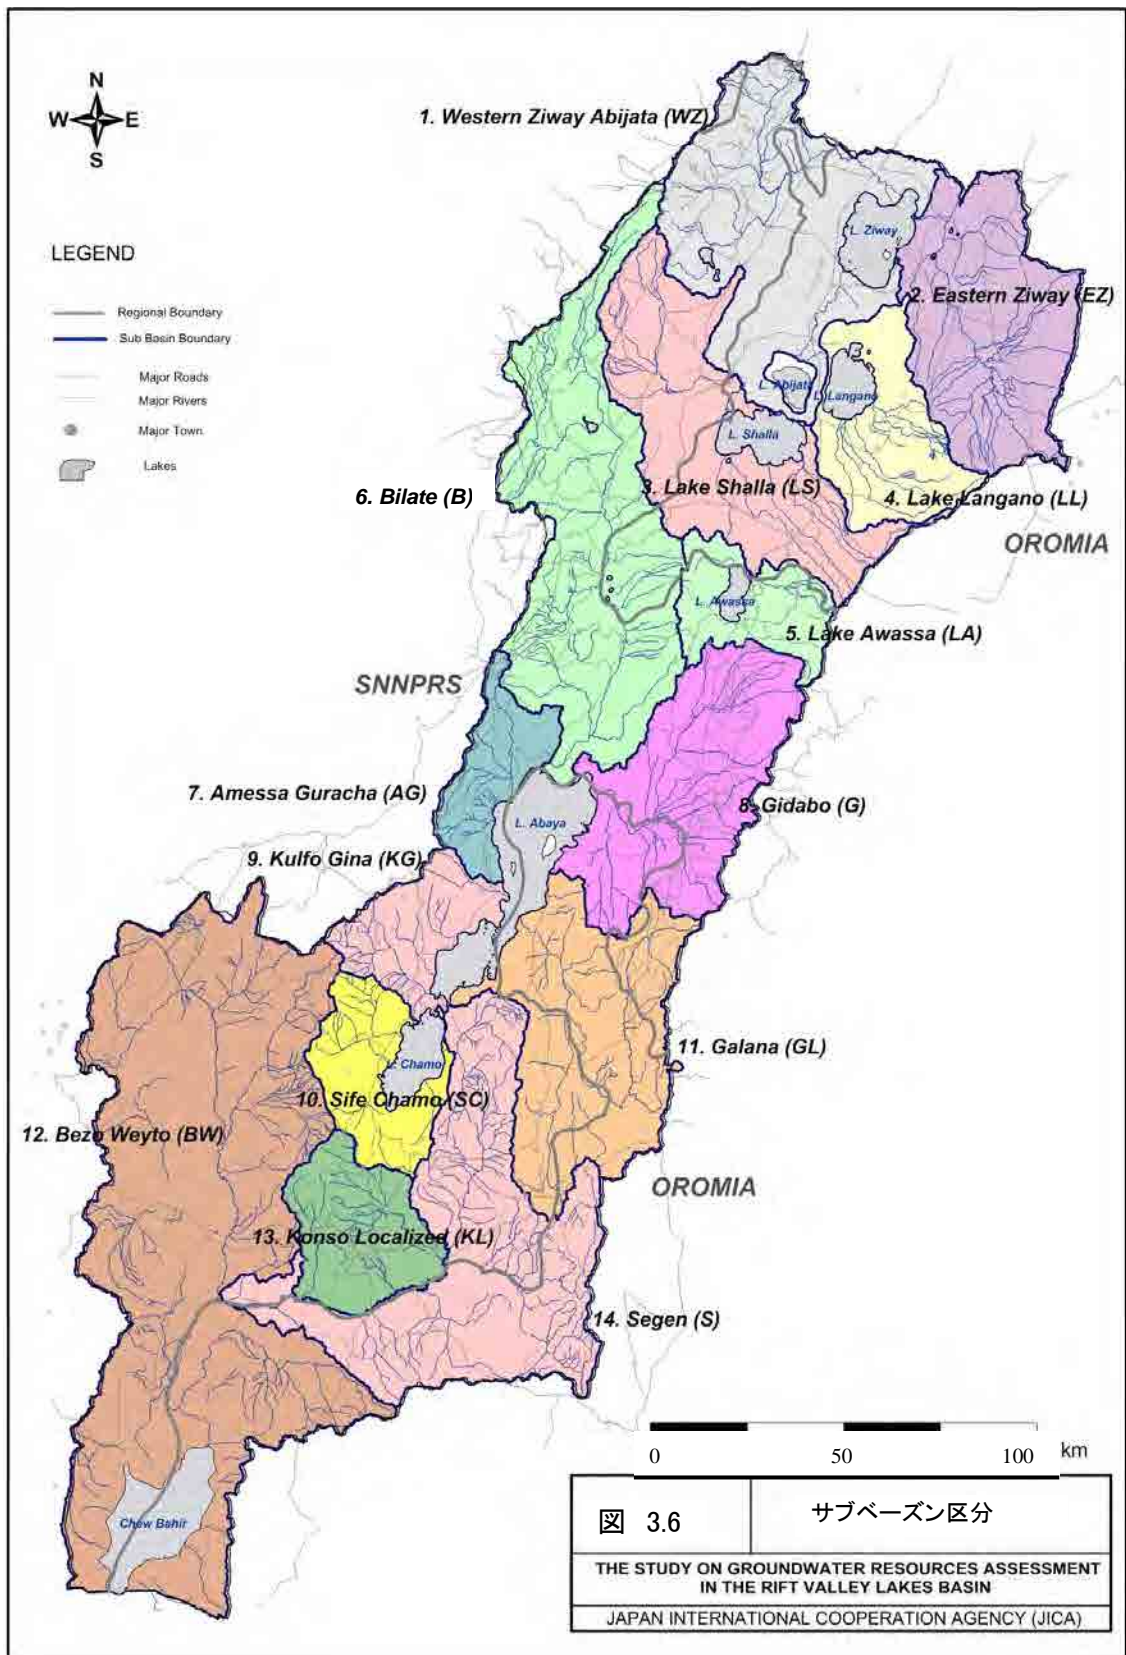 N
W E
S
1. Western Ziway Abijata (WZ)
LEGEND
Regional Boundary
Sub Basin Boundary
Major Roads
Major Rivers
Major Town
Lakes
L. Ziway
2. Eastern Ziway (EZ)
L. Abijata
L. Langano
L. Shalla
6. Bilate (B)
3. Lake Shalla (LS)
4. Lake Langano (LL)
OROMIA
L. Awassa
5. Lake Awassa (LA)
SNNPRS
7. Amessa Guracha (AG)
8. Gidabo (G)
L. Abaya
9. Kulfo Gina (KG)
11. Galana (GL)
L. Chamo
10. Sife Chamo (SC)
12. Bezo Weyto (BW)
OROMIA
13. Konso Localized (KL)
14. Segen (S)
0 50 100 km
Chew Bahir
図 3.6
サブベーズン区分
THE STUDY ON GROUNDWATER RESOURCES ASSESSMENT
IN THE RIFT VALLEY LAKES BASIN
JAPAN INTERNATIONAL COOPERATION AGENCY (JICA)